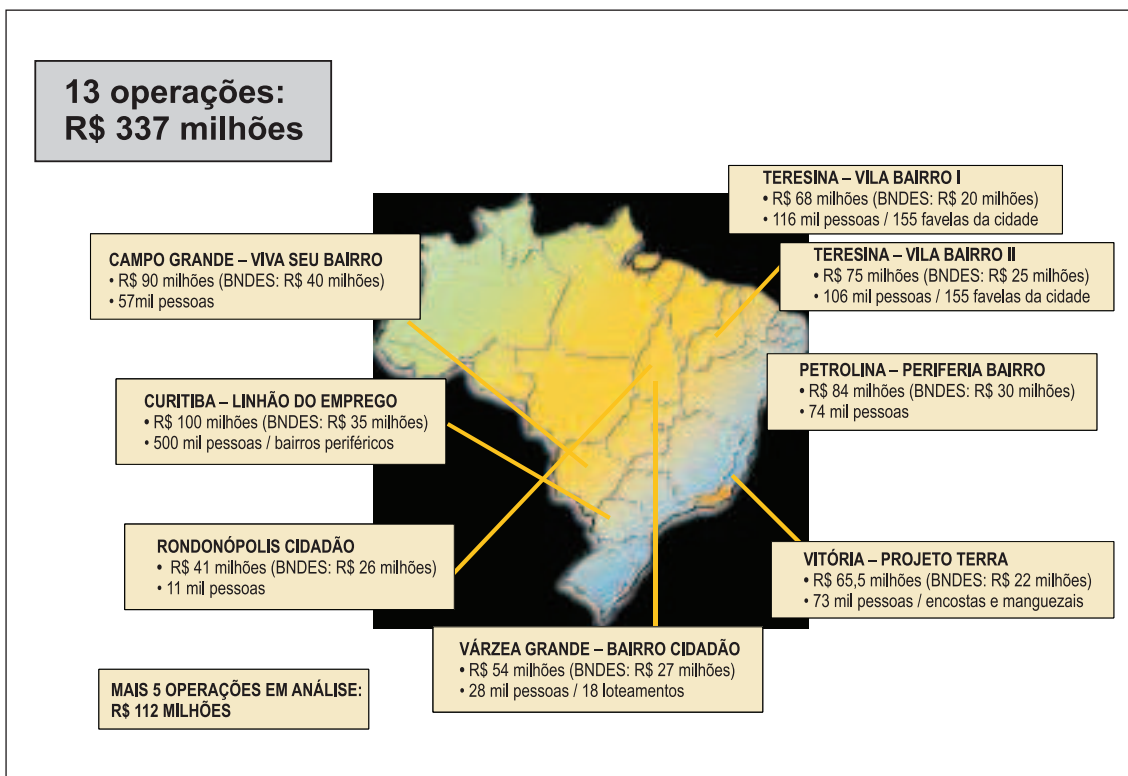 13 operações:
R$ 337 milhões
TERESINA – VILA BAIRRO I
• R$ 68 milhões (BNDES: R$ 20 milhões)
• 116 mil pessoas / 155 favelas da cidade
TERESINA – VILA BAIRRO II
• R$ 75 milhões (BNDES: R$ 25 milhões)
• 106 mil pessoas / 155 favelas da cidade
CAMPO GRANDE – VIVA SEU BAIRRO
• R$ 90 milhões (BNDES: R$ 40 milhões)
• 57mil pessoas
PETROLINA – PERIFERIA BAIRRO
• R$ 84 milhões (BNDES: R$ 30 milhões)
• 74 mil pessoas
CURITIBA – LINHÃO DO EMPREGO
• R$ 100 milhões (BNDES: R$ 35 milhões)
• 500 mil pessoas / bairros periféricos
RONDONÓPOLIS CIDADÃO
• R$ 41 milhões (BNDES: R$ 26 milhões)
• 11 mil pessoas
VITÓRIA – PROJETO TERRA
• R$ 65,5 milhões (BNDES: R$ 22 milhões)
• 73 mil pessoas / encostas e manguezais
VÁRZEA GRANDE – BAIRRO CIDADÃO
• R$ 54 milhões (BNDES: R$ 27 milhões)
• 28 mil pessoas / 18 loteamentos
MAIS 5 OPERAÇÕES EM ANÁLISE:
R$ 112 MILHÕES